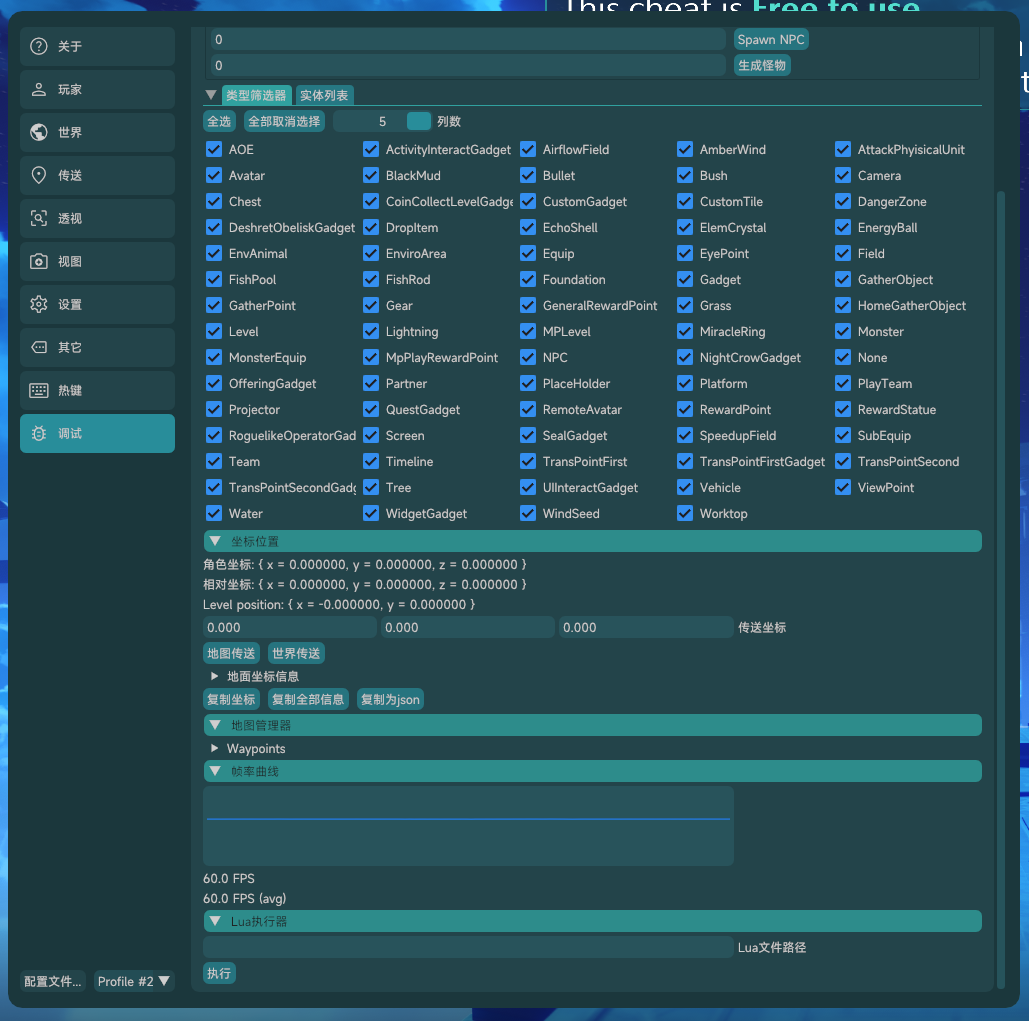 This cheat is Free to use
关于
玩家
世界
传送
透视
视图
设置
其它
热键
调试
配置文件... Profile #2
0 Spawn NPC
0 生成怪物
类型筛选器 实体列表
全选 全部取消选择 5 列数
AOE ActivityInteractGadget AirflowField AmberWind AttackPhyisicalUnit
Avatar BlackMud Bullet Bush Camera
Chest CoinCollectLevelGadge CustomGadget CustomTile DangerZone
DeshretObeliskGadget DropItem EchoShell ElemCrystal EnergyBall
EnvAnimal EnviroArea Equip EyePoint Field
FishPool FishRod Foundation Gadget GatherObject
GatherPoint Gear GeneralRewardPoint Grass HomeGatherObject
Level Lightning MPLevel MiracleRing Monster
MonsterEquip MpPlayRewardPoint NPC NightCrowGadget None
OfferingGadget Partner PlaceHolder Platform PlayTeam
Projector QuestGadget RemoteAvatar RewardPoint RewardStatue
RoguelikeOperatorGad Screen SealGadget SpeedupField SubEquip
Team Timeline TransPointFirst TransPointFirstGadget TransPointSecond
TransPointSecondGadg Tree UIInteractGadget Vehicle ViewPoint
Water WidgetGadget WindSeed Worktop
坐标位置
角色坐标: { x = 0.000000, y = 0.000000, z = 0.000000 }
相对坐标: { x = 0.000000, y = 0.000000, z = 0.000000 }
Level position: { x = -0.000000, y = 0.000000 }
0.000 0.000 0.000 传送坐标
地图传送 世界传送
地面坐标信息
复制坐标 复制全部信息 复制为json
地图管理器
Waypoints
帧率曲线
60.0 FPS
60.0 FPS (avg)
Lua执行器
Lua文件路径
执行